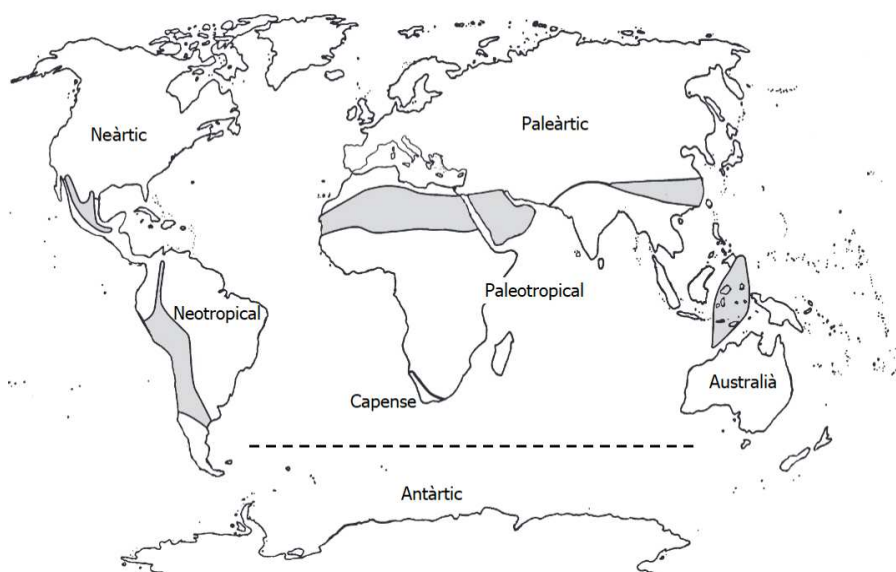 Neàrtic
Paleàrtic
Paleotropical
Neotropical
Australià
Capense
Antàrtic